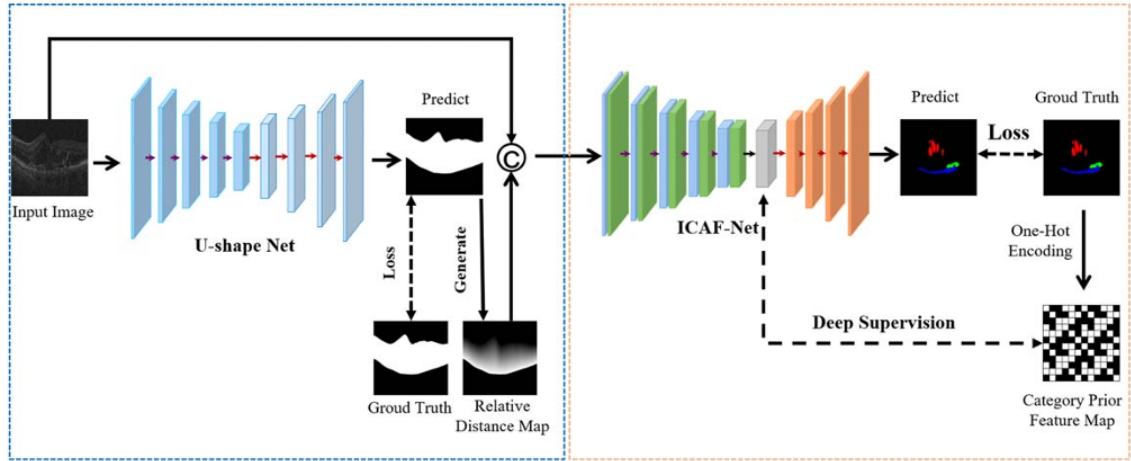 Input Image
U-shape Net
Predict
Loss
Generate
Groud Truth
Relative
Distance Map
C
ICAF-Net
Predict
Loss
Groud Truth
One-Hot
Encoding
Deep Supervision
Category Prior
Feature Map